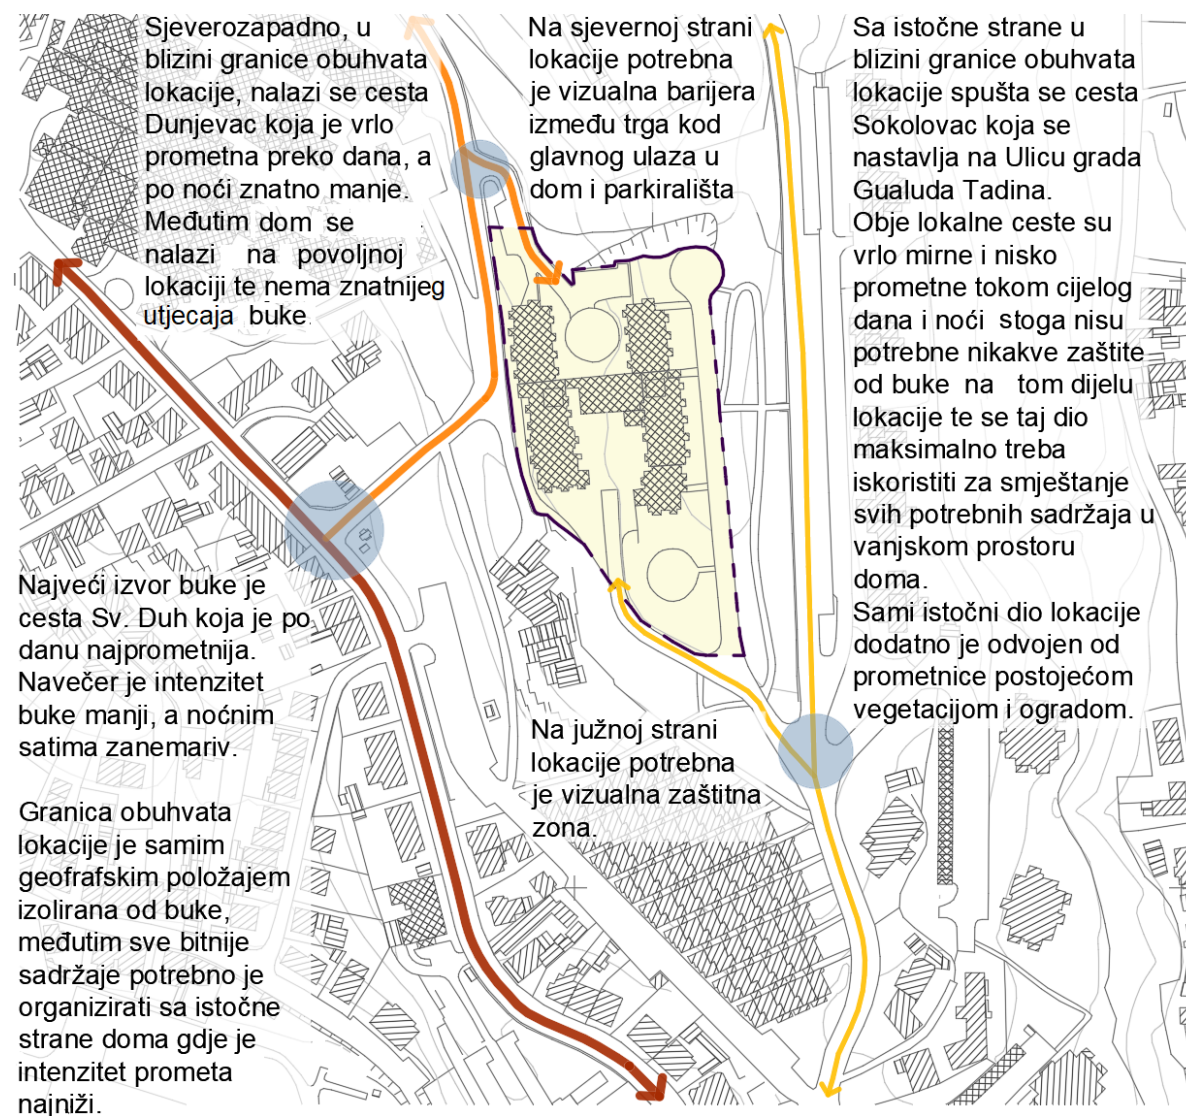 Sjeverozapadno, u
blizini granice obuhvata
lokacije, nalazi se cesta
Dunjevac koja je vrlo
prometna preko dana, a
po noći znatno manje.
Međutim dom se
nalazi na povoljnoj
lokaciji te nema znatnijeg
utjecaja buke.
Na sjevernoj strani
lokacije potrebna
je vizualna barijera
između trga kod
glavnog ulaza u
dom i parkirališta
Sa istočne strane u
blizini granice obuhvata
lokacije spušta se cesta
Sokolovac koja se
nastavlja na Ulicu grada
Gualuda Tadina.
Obje lokalne ceste su
vrlo mirne i nisko
prometne tokom cijelog
dana i noći stoga nisu
potrebne nikakve zaštite
od buke na tom dijelu
lokacije te se taj dio
maksimalno treba
iskoristiti za smještanje
svih potrebnih sadržaja u
vanjskom prostoru
doma.
Sami istočni dio lokacije
dodatno je odvojen od
prometnice postojećom
vegetacijom i ogradom.
Najveći izvor buke je
cesta Sv. Duh koja je po
danu najprometnija.
Navečer je intenzitet
buke manji, a noćnim
satima zanemariv.
Na južnoj strani
lokacije potrebna
je vizualna zaštitna
zona.
Granica obuhvata
lokacije je samim
geofrafskim položajem
izolirana od buke,
međutim sve bitnije
sadržaje potrebno je
organizirati sa istočne
strane doma gdje je
intenzitet prometa
najniži.